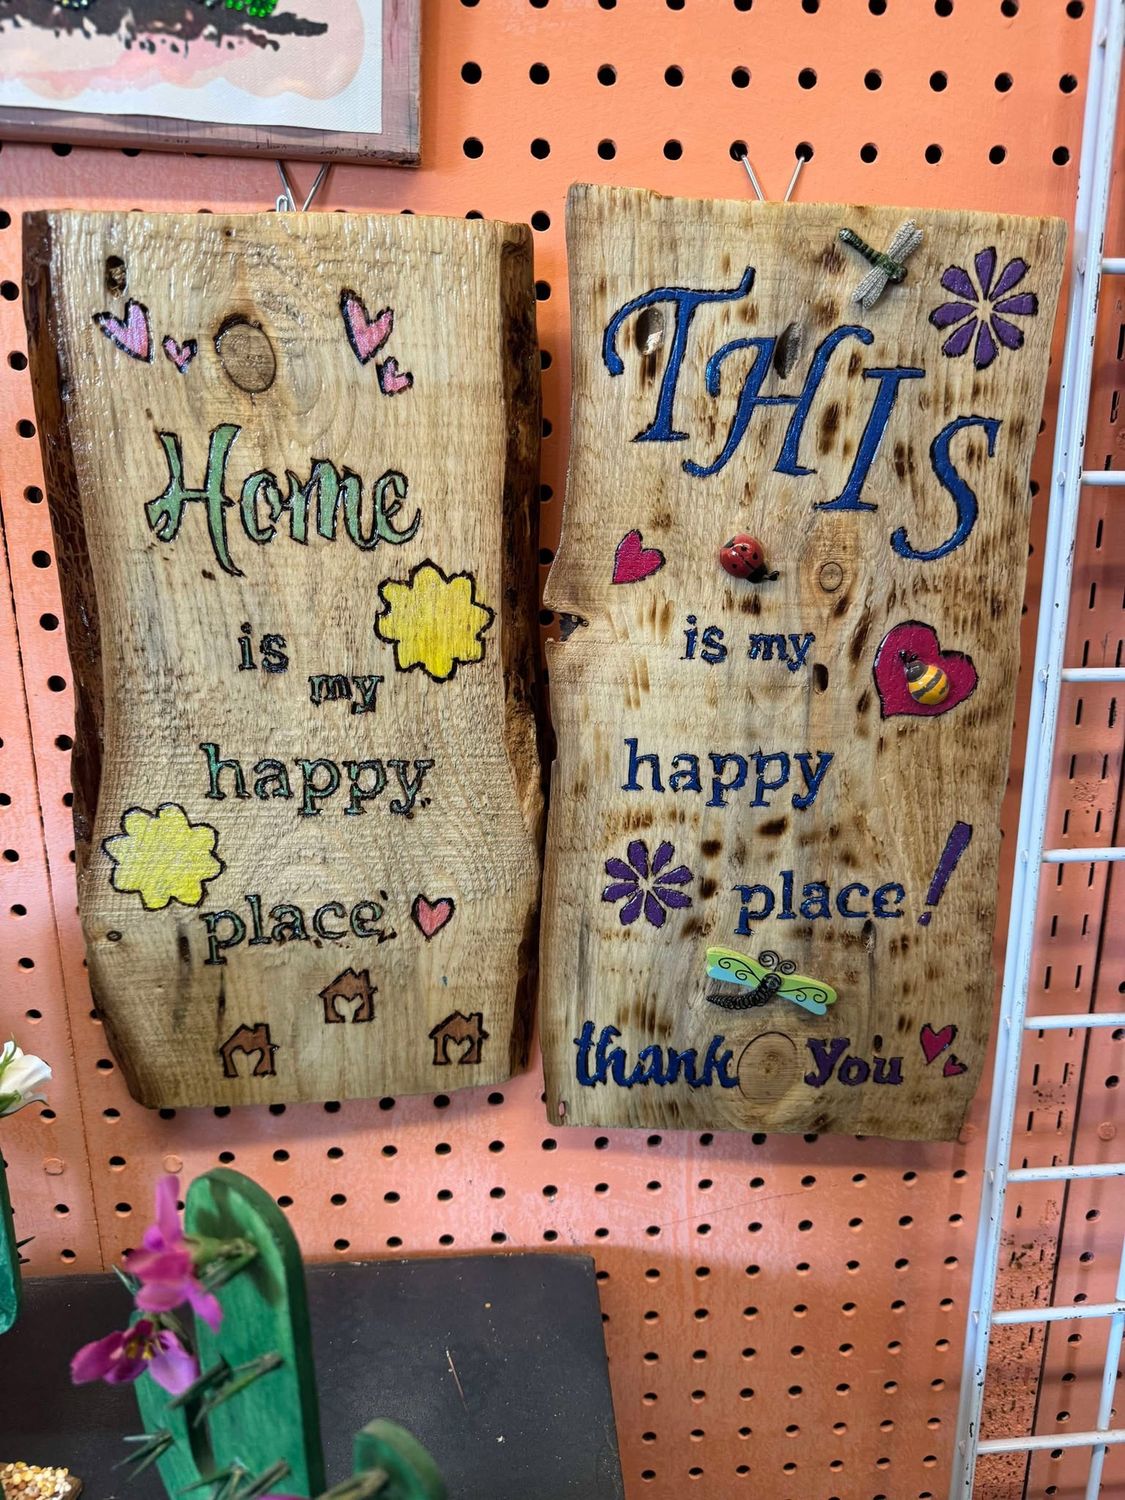 Home
is
my
happy
place
THIS
is my
happy
place!
thank you